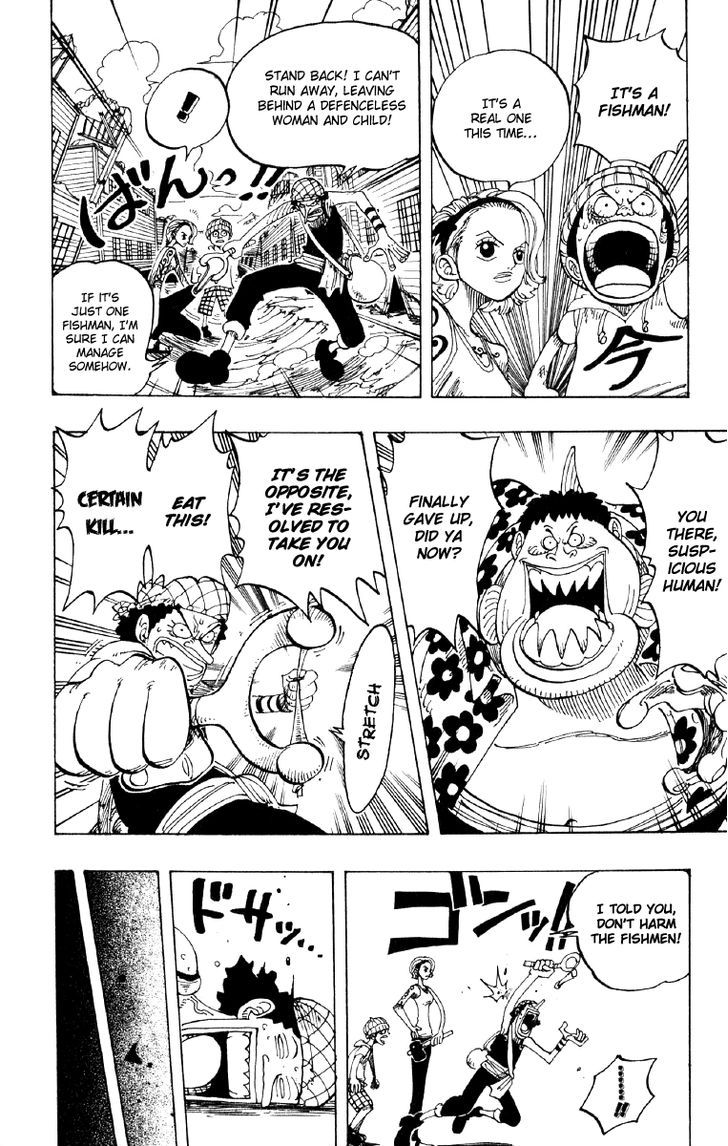 IT'S A
FISHMAN!
IT'S A
REAL ONE
THIS TIME...
今
STAND BACK! I CAN'T
RUN AWAY, LEAVING
BEHIND A DEFENCELESS
WOMAN AND CHILD!
!
ばんっ!!
IF IT'S
JUST ONE
FISHMAN, I'M
SURE I CAN
MANAGE
SOMEHOW.
YOU
THERE,
SUSP-
ICIOUS
HUMAN!
FINALLY
GAVE UP,
DID YA
NOW?
IT'S THE
OPPOSITE,
I'VE RES-
OLVED TO
TAKE YOU
ON!
EAT
THIS!
CERTAIN
KILL...
STRETCH
I TOLD YOU,
DON'T HARM
THE FISHMEN!
ゴンッ!!
......!!
ドサッ...